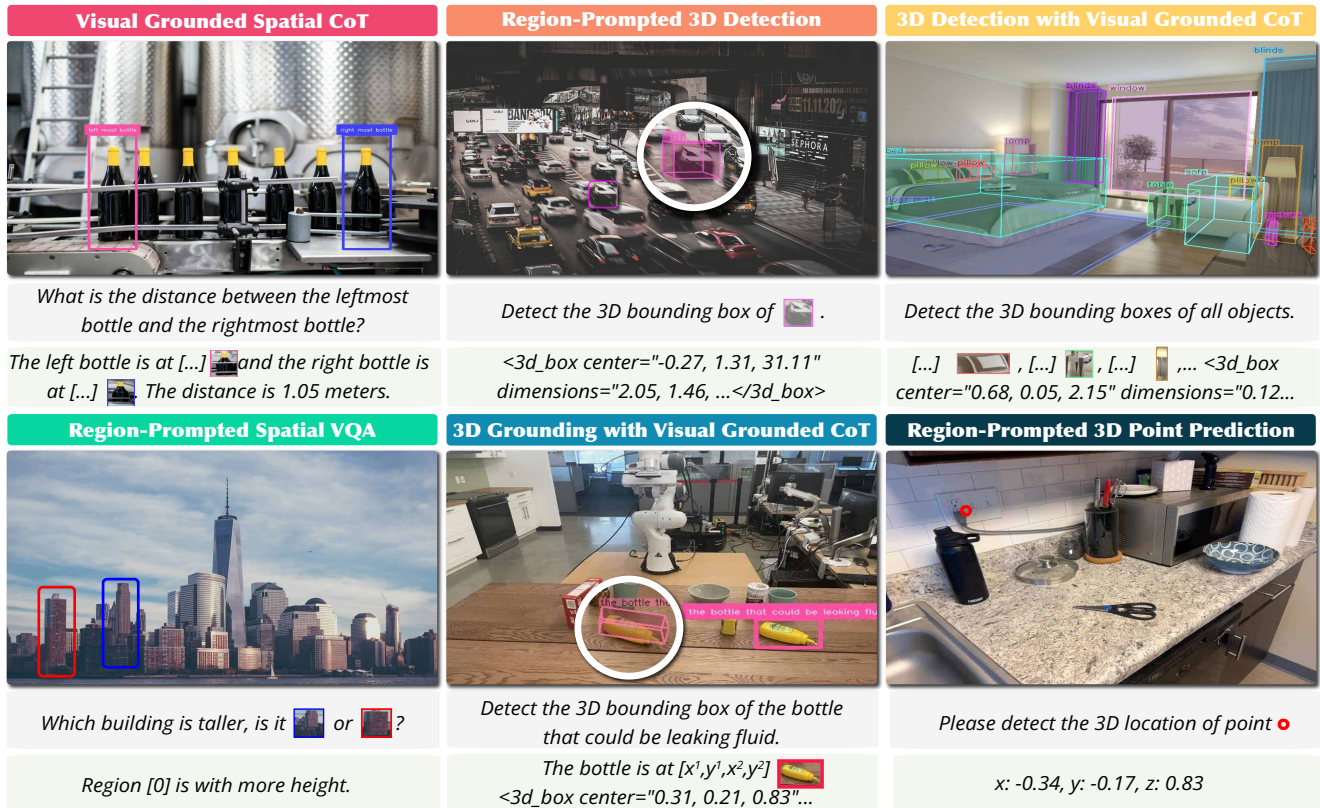 Visual Grounded Spatial CoT
left most bottle
right most bottle
What is the distance between the leftmost
bottle and the rightmost bottle?
The left bottle is at [...] and the right bottle is
at [...] . The distance is 1.05 meters.
Region-Prompted 3D Detection
11.11.202
SEPHORA
Detect the 3D bounding box of .
<3d_box center="-0.27, 1.31, 31.11"
dimensions="2.05, 1.46, ...</3d_box>
3D Detection with Visual Grounded CoT
blinds
blinds
window
lamp
lamp
bed
pillow
pillow
table
sofa
pillow
picture
floor mat
Detect the 3D bounding boxes of all objects.
[...] , [...] , [...] ,... <3d_box
center="0.68, 0.05, 2.15" dimensions="0.12...
Region-Prompted Spatial VQA
Which building is taller, is it or ?
Region [0] is with more height.
3D Grounding with Visual Grounded CoT
the bottle the
the bottle that could be leaking flu
Detect the 3D bounding box of the bottle
that could be leaking fluid.
The bottle is at [x¹,y¹,x²,y²]
<3d_box center="0.31, 0.21, 0.83"...
Region-Prompted 3D Point Prediction
Please detect the 3D location of point
x: -0.34, y: -0.17, z: 0.83